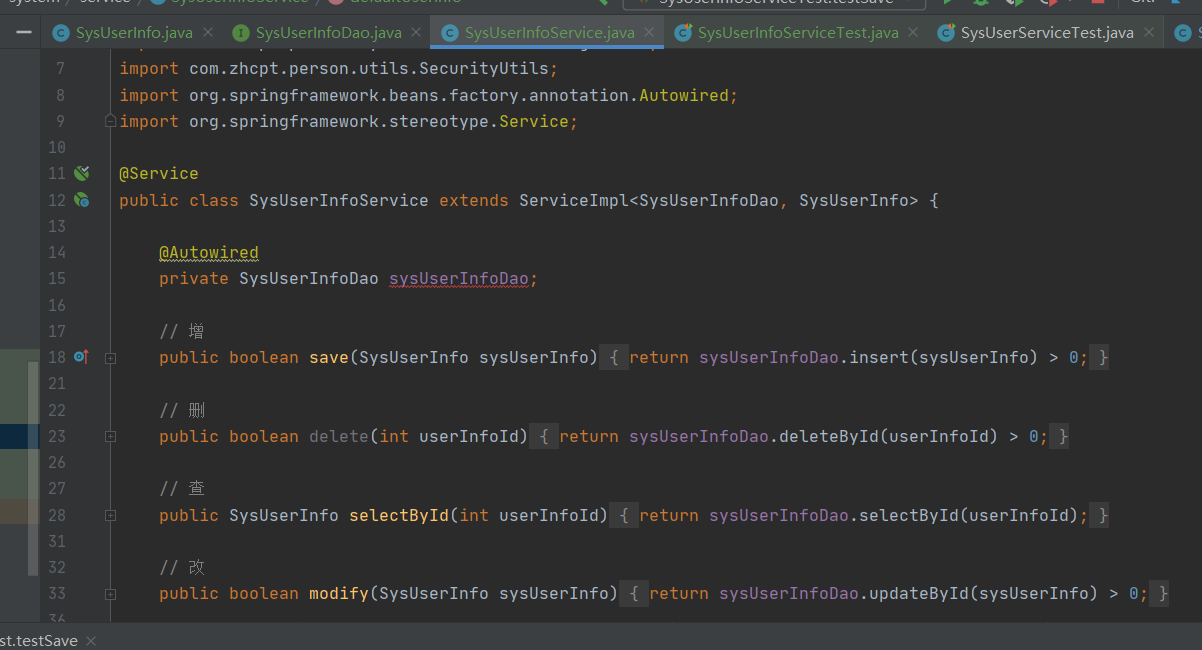 SysUserInfo.java SysUserInfoDao.java SysUserInfoService.java SysUserInfoServiceTest.java SysUserServiceTest.java
7 import com.zhcpt.person.utils.SecurityUtils;
8 import org.springframework.beans.factory.annotation.Autowired;
9 import org.springframework.stereotype.Service;
10
11 @Service
12 public class SysUserInfoService extends ServiceImpl<SysUserInfoDao, SysUserInfo> {
13
14 @Autowired
15 private SysUserInfoDao sysUserInfoDao;
16
17 // 增
18 public boolean save(SysUserInfo sysUserInfo) { return sysUserInfoDao.insert(sysUserInfo) > 0; }
21
22 // 删
23 public boolean delete(int userInfoId) { return sysUserInfoDao.deleteById(userInfoId) > 0; }
26
27 // 查
28 public SysUserInfo selectById(int userInfoId) { return sysUserInfoDao.selectById(userInfoId); }
31
32 // 改
33 public boolean modify(SysUserInfo sysUserInfo) { return sysUserInfoDao.updateById(sysUserInfo) > 0; }
36
st.testSave